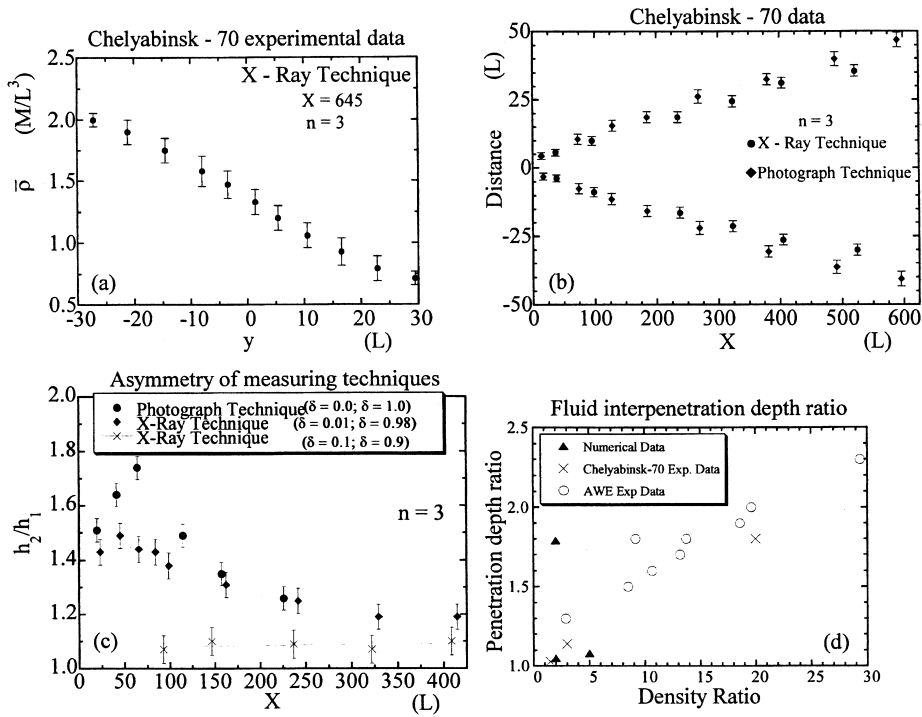 Chelyabinsk - 70 experimental data
2.5
2.0
1.5
1.0
0.5
ρ̅ (M/L³)
X - Ray Technique
X = 645
n = 3
(a)
-30 -20 -10 0 10 20 30
y (L)
Chelyabinsk - 70 data
50
25
0
-25
-50
Distance (L)
n = 3
X - Ray Technique
Photograph Technique
(b)
0 100 200 300 400 500 600
X (L)
Asymmetry of measuring techniques
2.0
1.8
1.6
1.4
1.2
1.0
h₂/h₁
Photograph Technique (δ = 0.0; δ = 1.0)
X-Ray Technique (δ = 0.01; δ = 0.98)
X-Ray Technique (δ = 0.1; δ = 0.9)
n = 3
(c)
0 50 100 150 200 250 300 350 400
X (L)
Fluid interpenetration depth ratio
2.5
2.0
1.5
1.0
Penetration depth ratio
Numerical Data
Chelyabinsk-70 Exp. Data
AWE Exp Data
(d)
0 5 10 15 20 25 30
Density Ratio